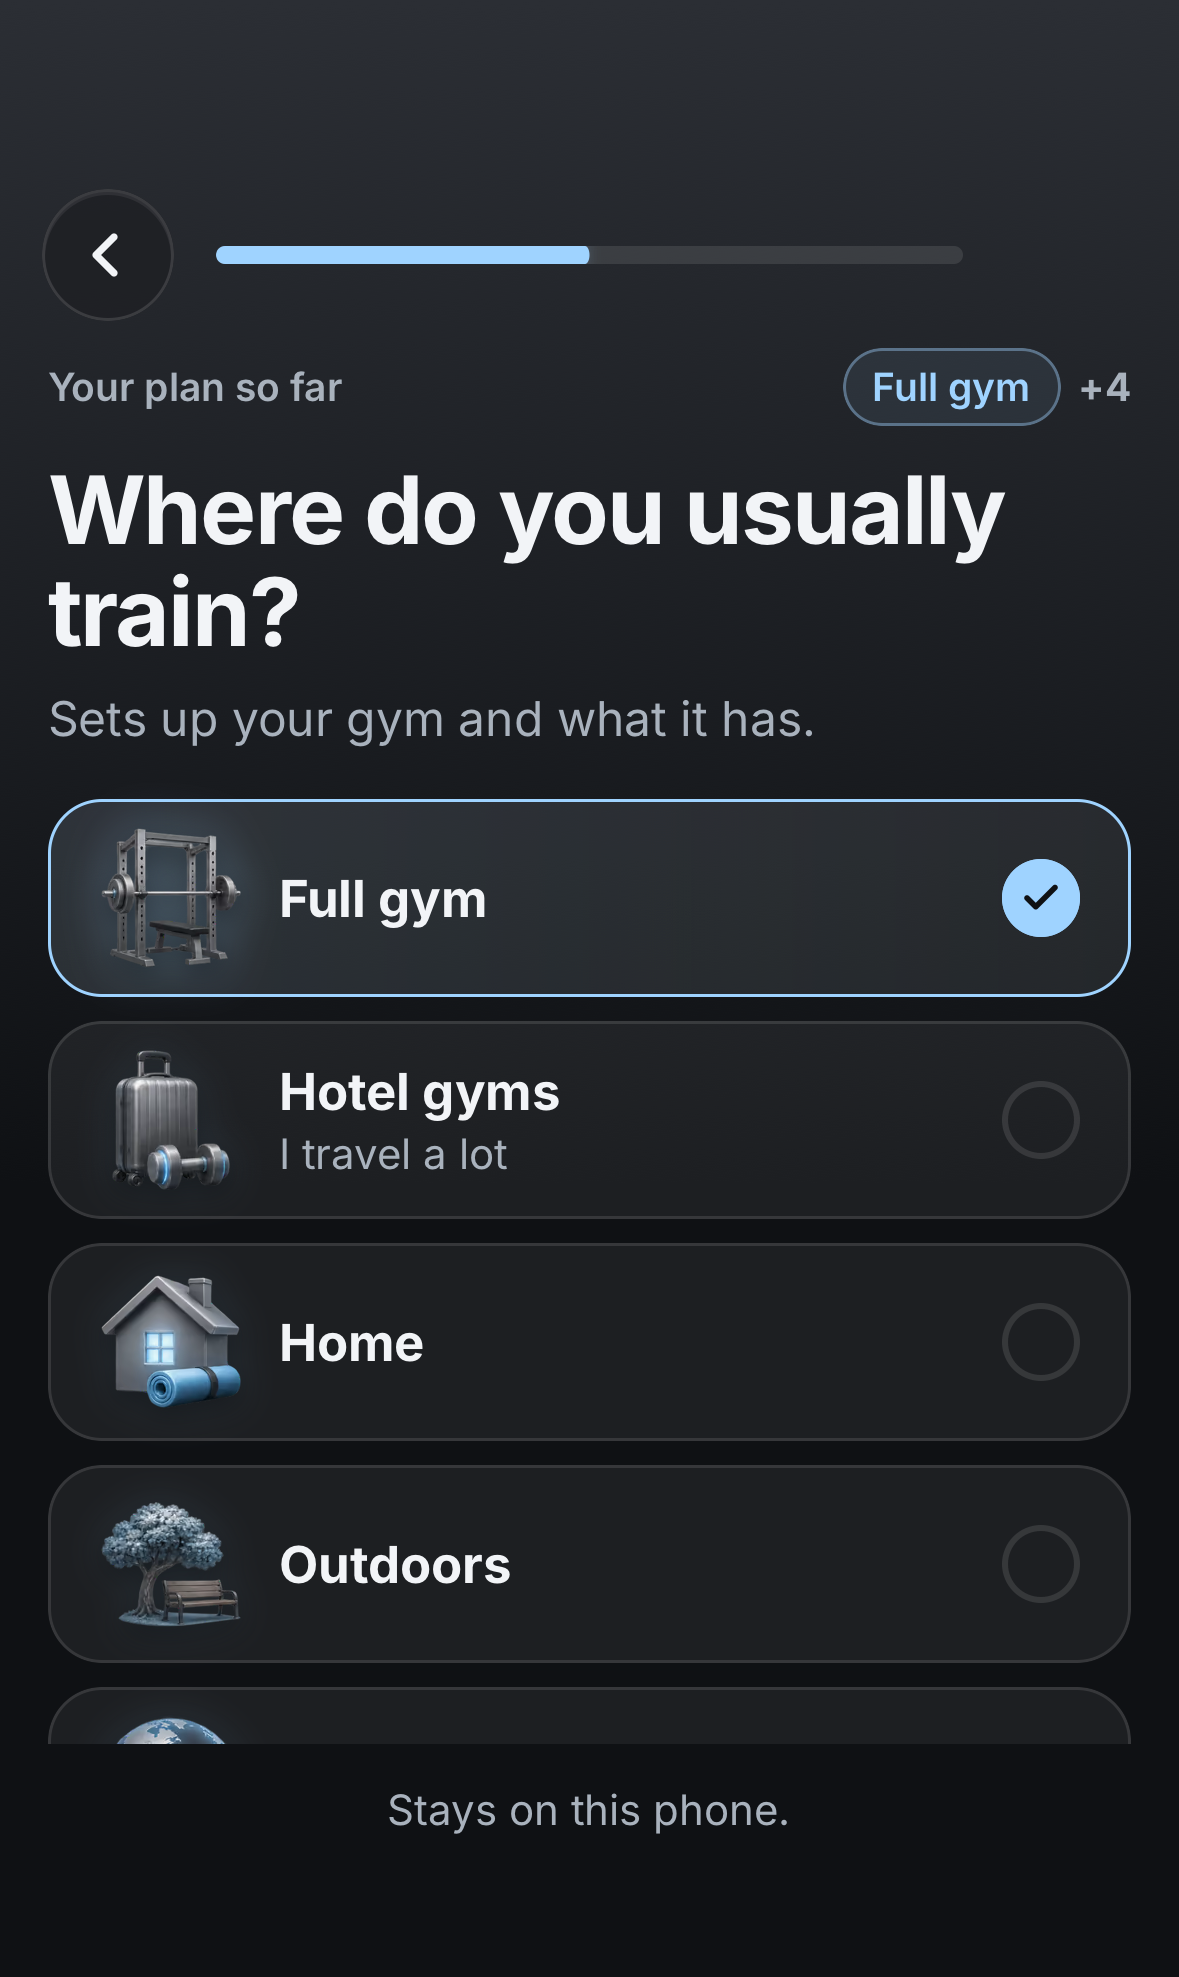 Your plan so far
Full gym +4
Where do you usually
train?
Sets up your gym and what it has.
Full gym
Hotel gyms
I travel a lot
Home
Outdoors
Stays on this phone.